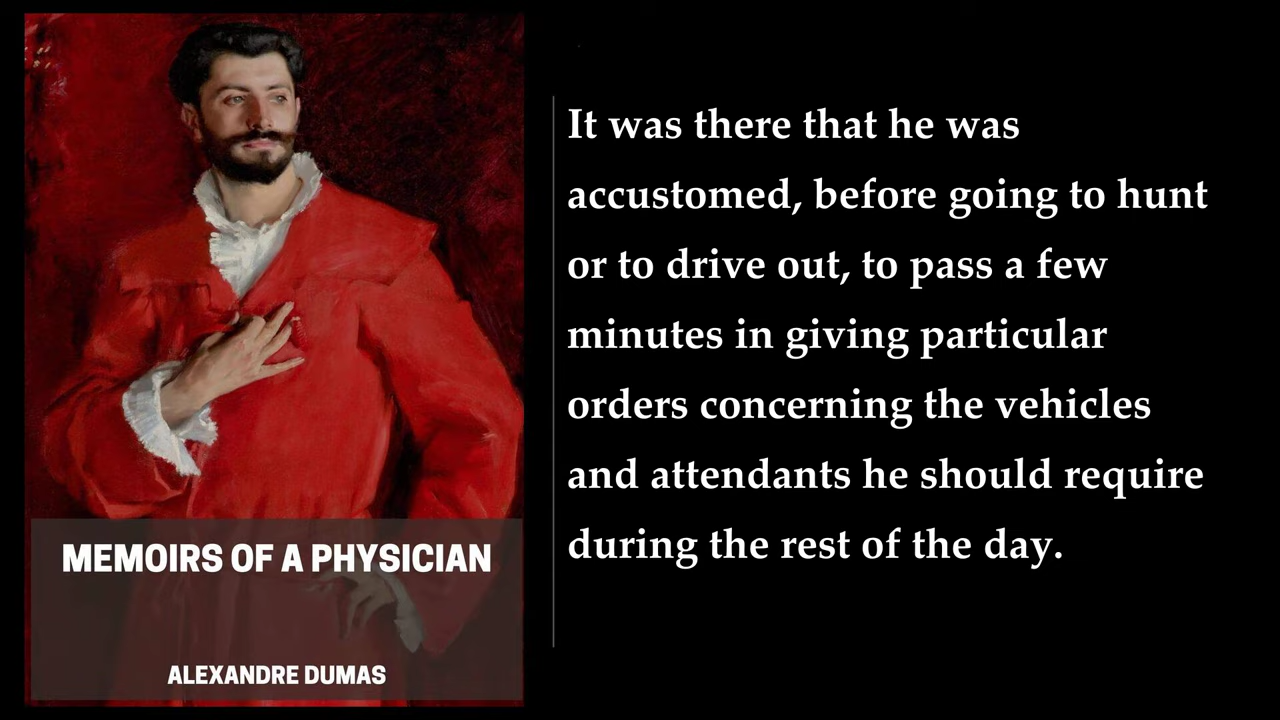 MEMOIRS OF A PHYSICIAN
ALEXANDRE DUMAS
It was there that he was
accustomed, before going to hunt
or to drive out, to pass a few
minutes in giving particular
orders concerning the vehicles
and attendants he should require
during the rest of the day.